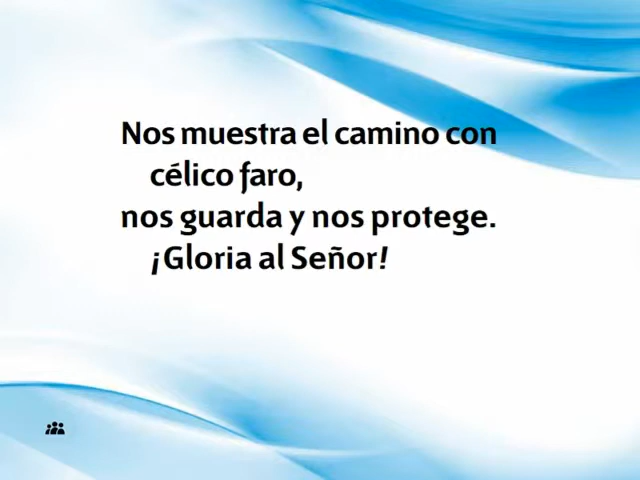 Nos muestra el camino con
célico faro,
nos guarda y nos protege.
¡Gloria al Señor!